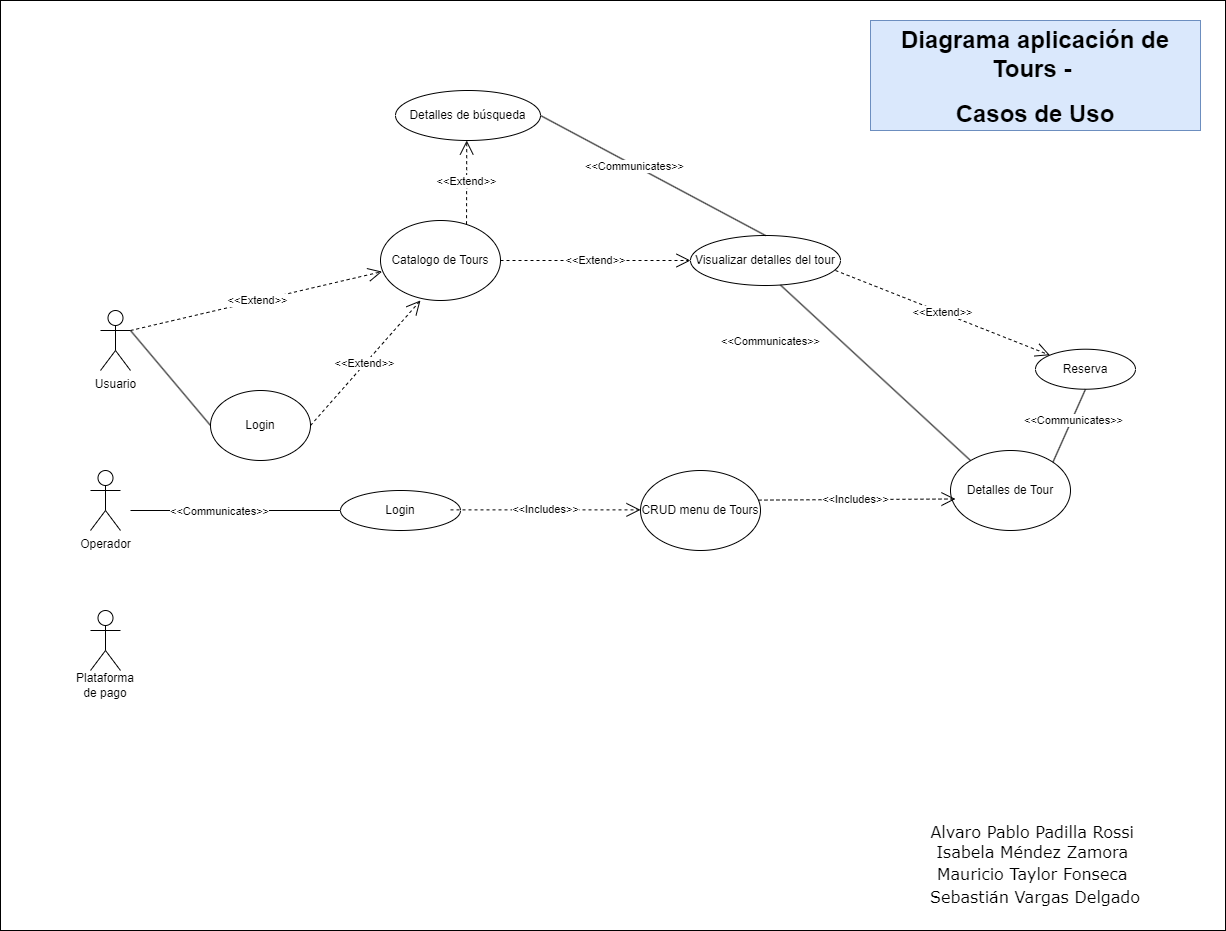 Diagrama aplicación de
Tours -
Casos de Uso
Detalles de búsqueda
<<Communicates>>
<<Extend>>
Catalogo de Tours
<<Extend>>
Visualizar detalles del tour
<<Extend>>
<<Extend>>
<<Communicates>>
<<Extend>>
Reserva
Usuario
Login
<<Communicates>>
Detalles de Tour
<<Includes>>
<<Communicates>>
Login
<<Includes>>
CRUD menu de Tours
Operador
Plataforma
de pago
Alvaro Pablo Padilla Rossi
Isabela Méndez Zamora
Mauricio Taylor Fonseca
Sebastián Vargas Delgado